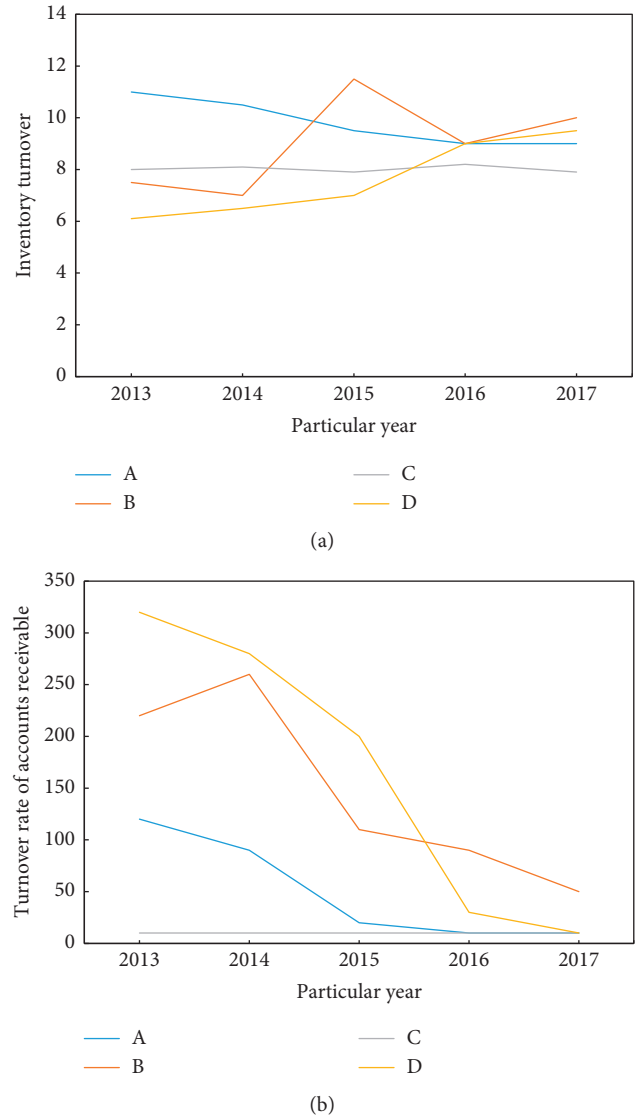 14
12
10
8
6
4
2
0
Inventory turnover
2013 2014 2015 2016 2017
Particular year
A C
B D
(a)
350
300
250
200
150
100
50
0
Turnover rate of accounts receivable
2013 2014 2015 2016 2017
Particular year
A C
B D
(b)